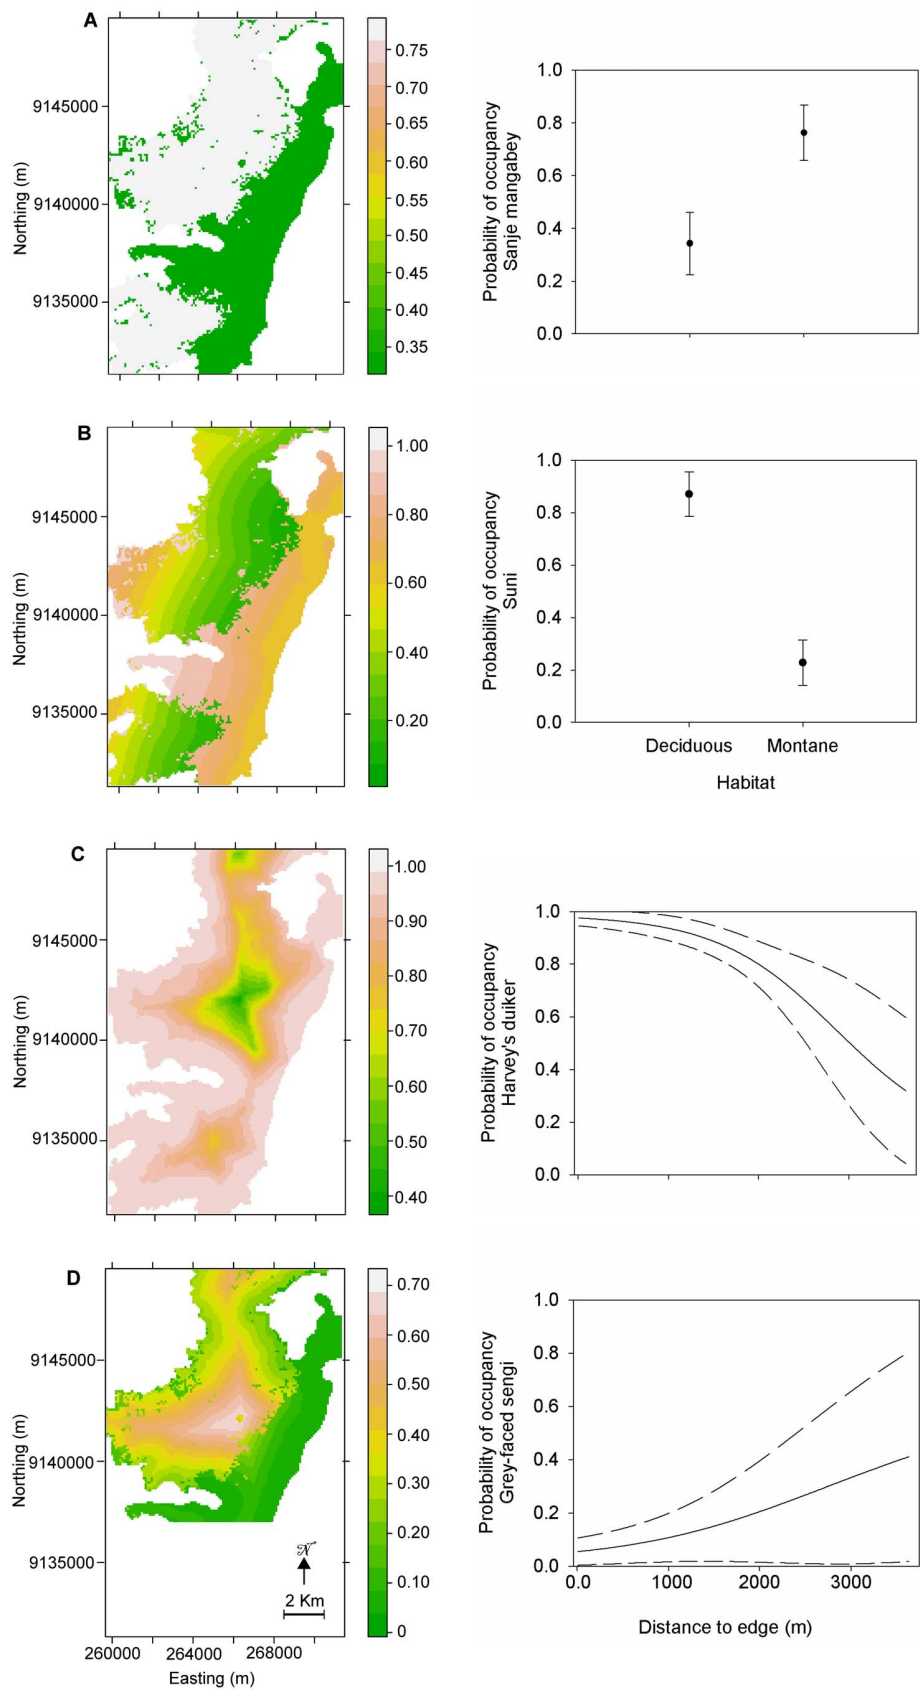 A
0.75
0.70
0.65
0.60
0.55
0.50
0.45
0.40
0.35
9145000
9140000
9135000
Northing (m)
Probability of occupancy
Sanje mangabey
1.0
0.8
0.6
0.4
0.2
0.0
B
1.00
0.80
0.60
0.40
0.20
9145000
9140000
9135000
Northing (m)
Probability of occupancy
Suni
1.0
0.8
0.6
0.4
0.2
0.0
Deciduous Montane
Habitat
C
1.00
0.90
0.80
0.70
0.60
0.50
0.40
9145000
9140000
9135000
Northing (m)
Probability of occupancy
Harvey's duiker
1.0
0.8
0.6
0.4
0.2
0.0
D
0.70
0.60
0.50
0.40
0.30
0.20
0.10
0
9145000
9140000
9135000
Northing (m)
N
2 Km
260000 264000 268000
Easting (m)
Probability of occupancy
Grey-faced sengi
1.0
0.8
0.6
0.4
0.2
0.0
0.0 1000 2000 3000
Distance to edge (m)